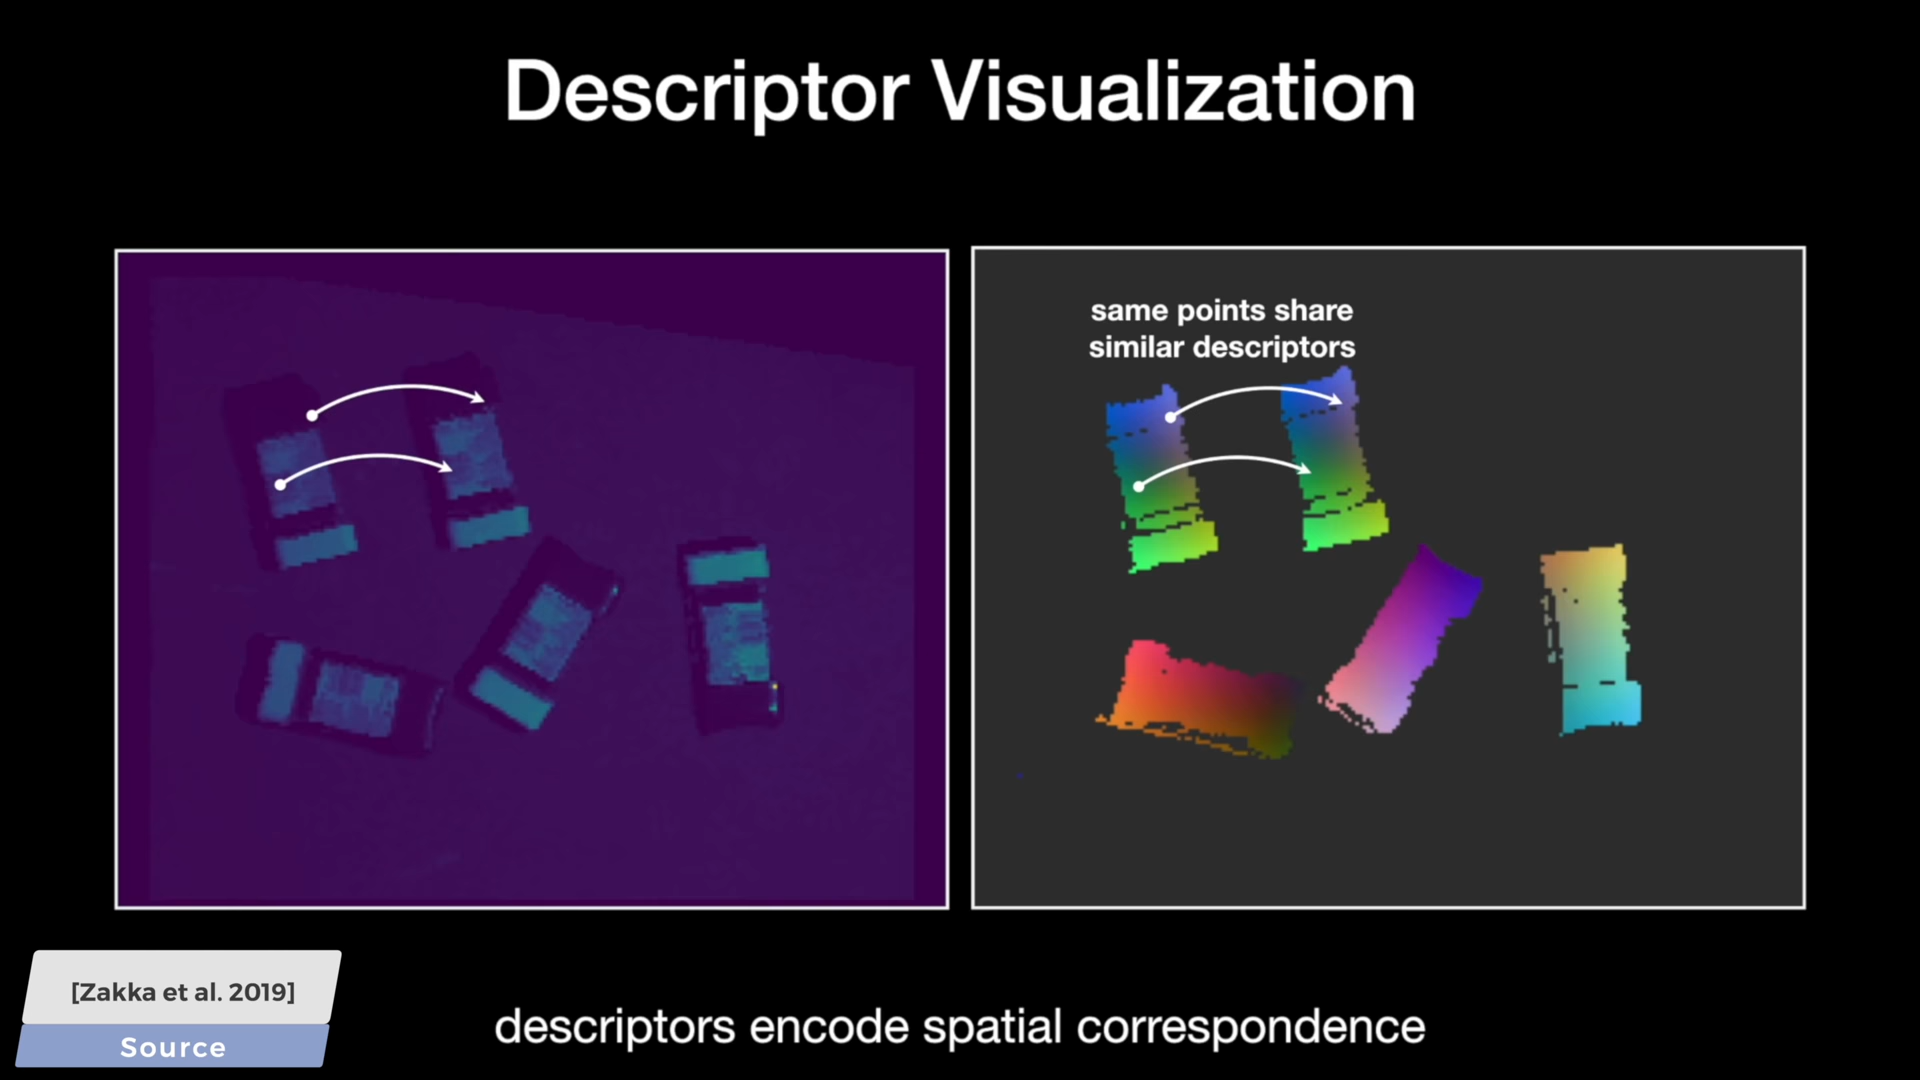 Descriptor Visualization
same points share
similar descriptors
[Zakka et al. 2019]
Source
descriptors encode spatial correspondence